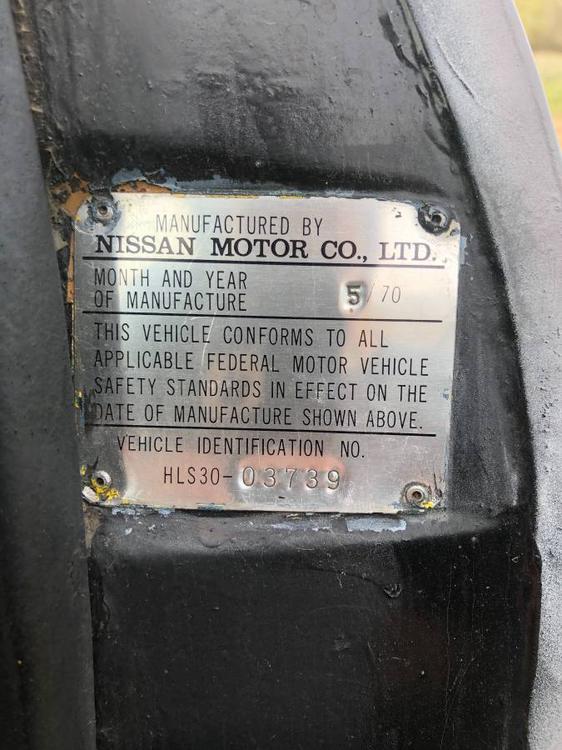 MANUFACTURED BY
NISSAN MOTOR CO., LTD.
MONTH AND YEAR
OF MANUFACTURE 5/70
THIS VEHICLE CONFORMS TO ALL
APPLICABLE FEDERAL MOTOR VEHICLE
SAFETY STANDARDS IN EFFECT ON THE
DATE OF MANUFACTURE SHOWN ABOVE.
VEHICLE IDENTIFICATION NO.
HLS30-03739